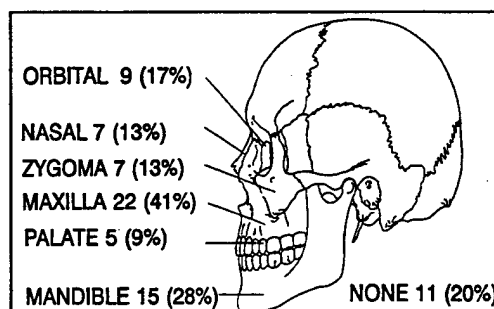 ORBITAL 9 (17%)
NASAL 7 (13%)
ZYGOMA 7 (13%)
MAXILLA 22 (41%)
PALATE 5 (9%)
MANDIBLE 15 (28%)
NONE 11 (20%)